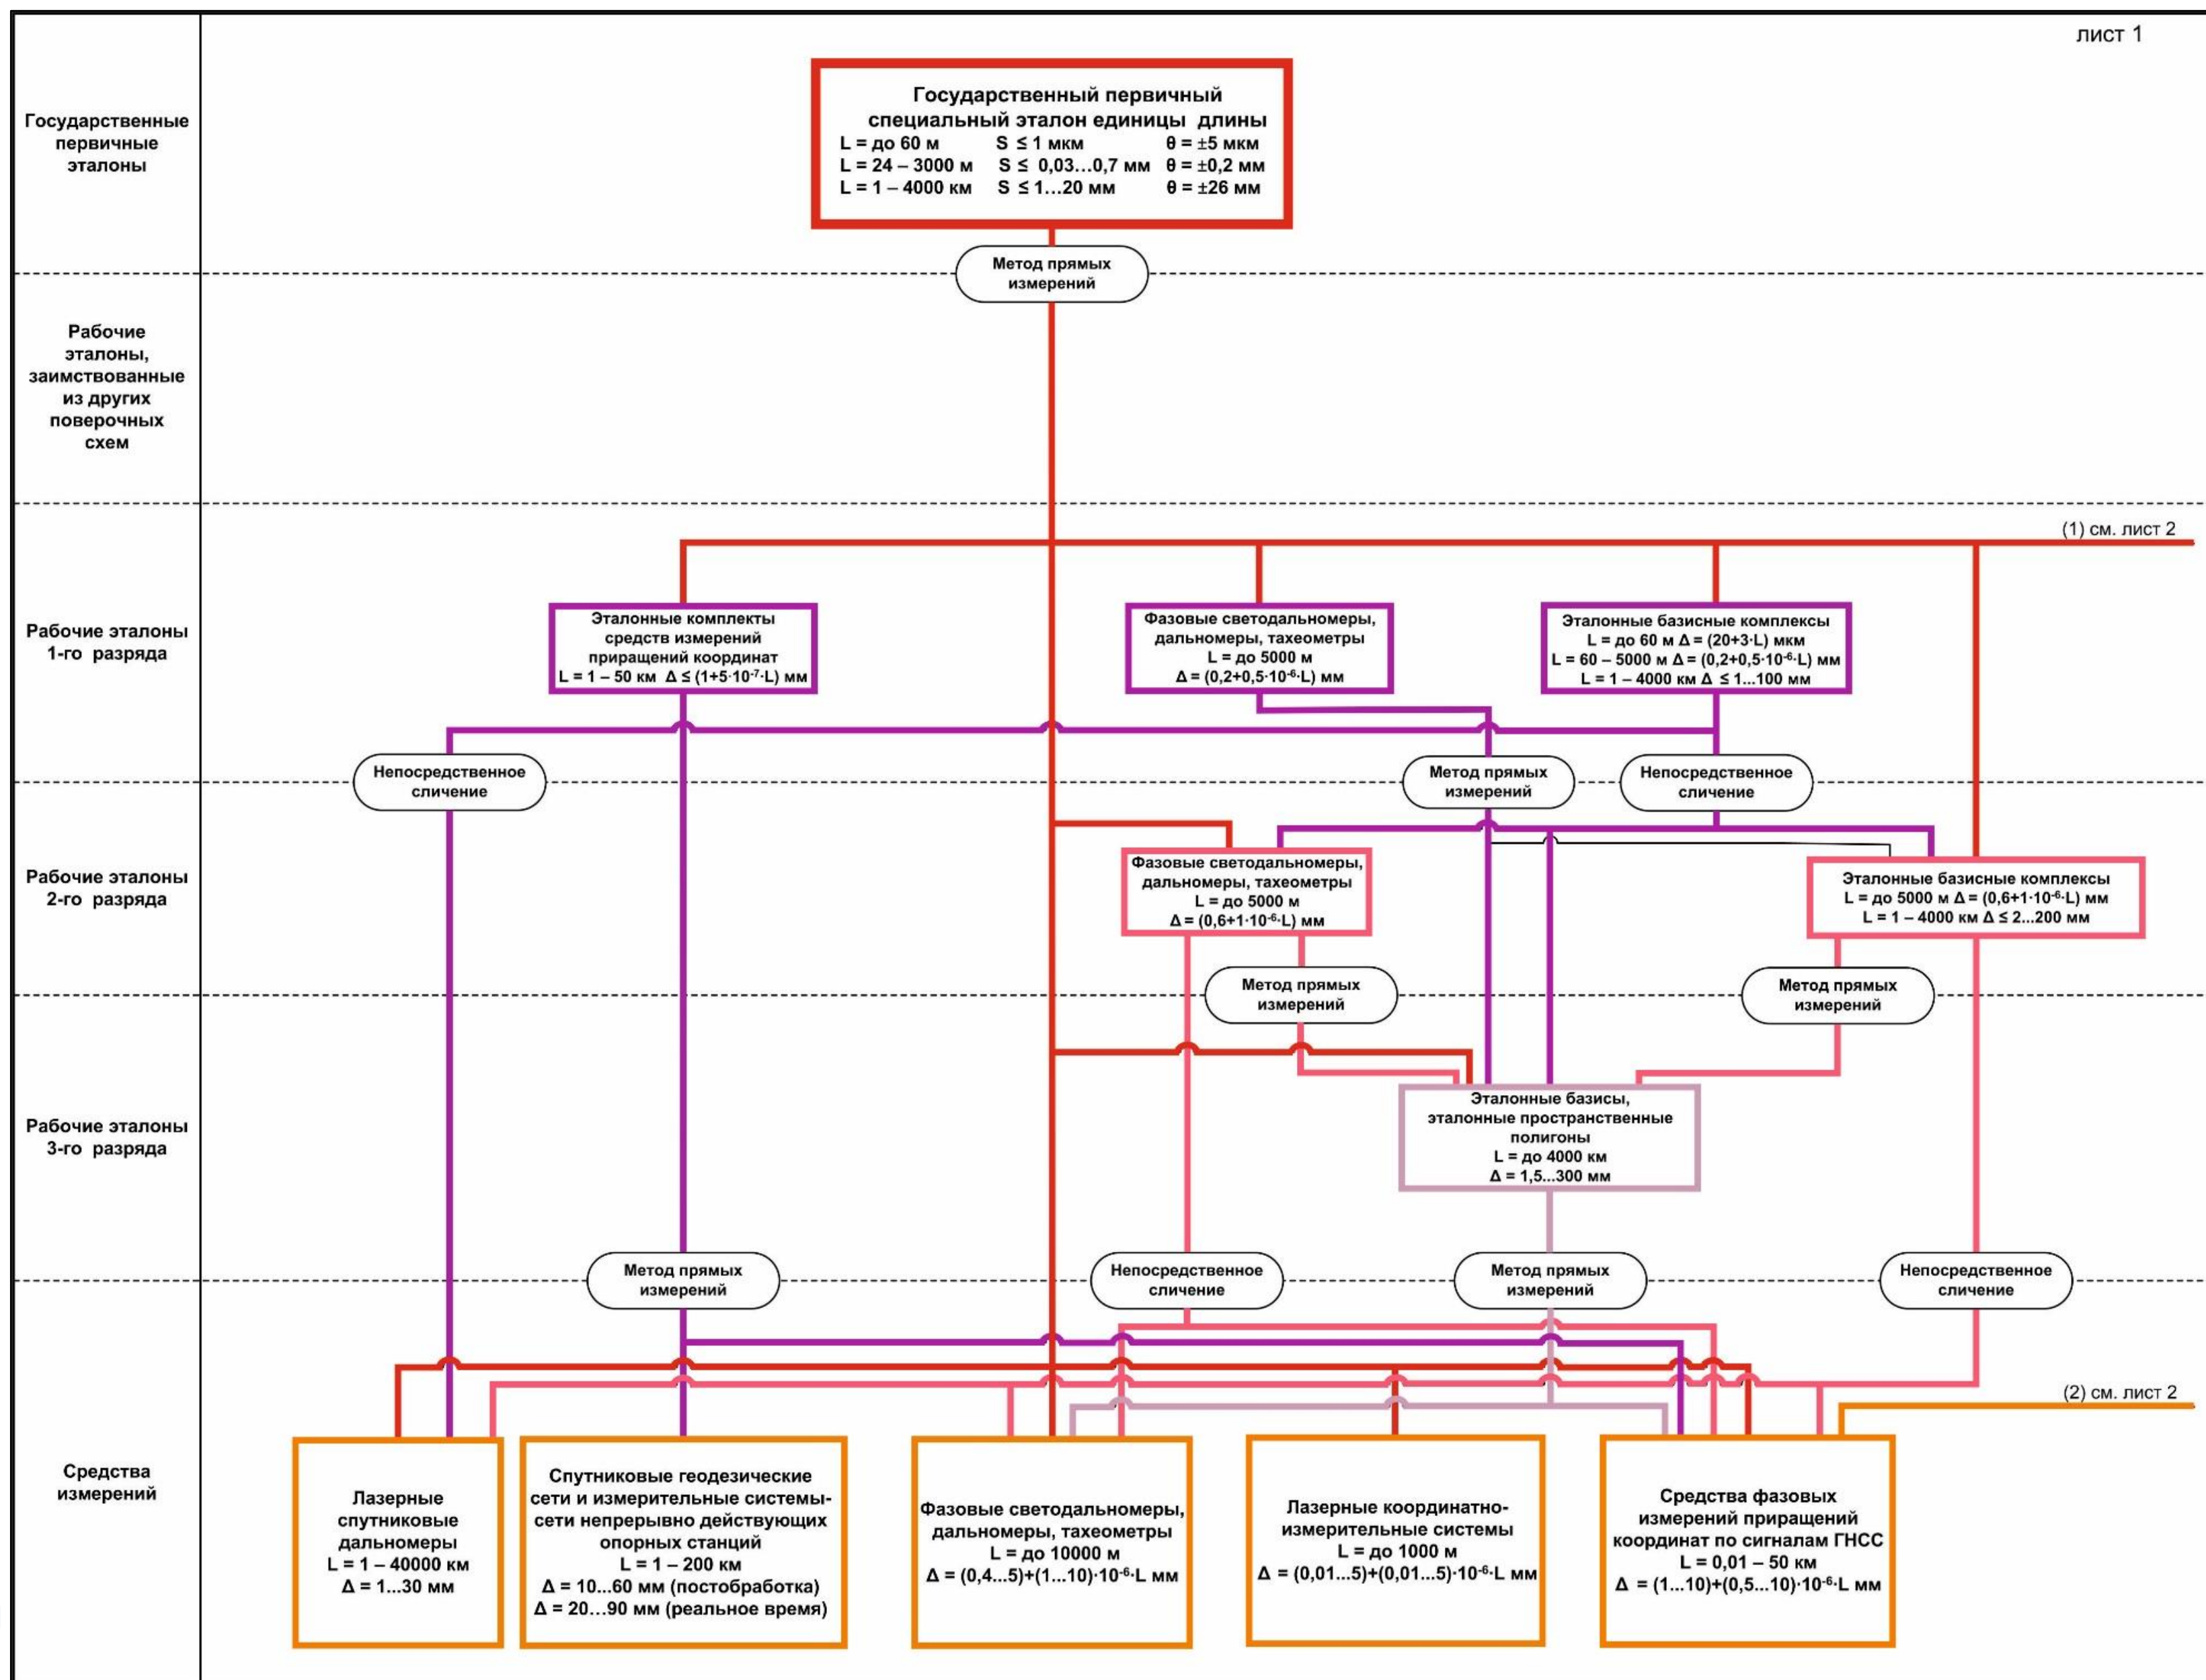 лист 1
Государственные
первичные
эталоны
Государственный первичный
специальный эталон единицы длины
L = до 60 м S ≤ 1 мкм θ = ±5 мкм
L = 24 – 3000 м S ≤ 0,03...0,7 мм θ = ±0,2 мм
L = 1 – 4000 км S ≤ 1...20 мм θ = ±26 мм
Метод прямых
измерений
Рабочие
эталоны,
заимствованные
из других
поверочных
схем
(1) см. лист 2
Рабочие эталоны
1-го разряда
Эталонные комплекты
средств измерений
приращений координат
L = 1 – 50 км Δ ≤ (1+5·10⁻⁷·L) мм
Фазовые светодальномеры,
дальномеры, тахеометры
L = до 5000 м
Δ = (0,2+0,5·10⁻⁶·L) мм
Эталонные базисные комплексы
L = до 60 м Δ = (20+3·L) мкм
L = 60 – 5000 м Δ = (0,2+0,5·10⁻⁶·L) мм
L = 1 – 4000 км Δ ≤ 1...100 мм
Непосредственное
сличение
Метод прямых
измерений
Непосредственное
сличение
Рабочие эталоны
2-го разряда
Фазовые светодальномеры,
дальномеры, тахеометры
L = до 5000 м
Δ = (0,6+1·10⁻⁶·L) мм
Эталонные базисные комплексы
L = до 5000 м Δ = (0,6+1·10⁻⁶·L) мм
L = 1 – 4000 км Δ ≤ 2...200 мм
Метод прямых
измерений
Метод прямых
измерений
Рабочие эталоны
3-го разряда
Эталонные базисы,
эталонные пространственные
полигоны
L = до 4000 км
Δ = 1,5...300 мм
Метод прямых
измерений
Непосредственное
сличение
Метод прямых
измерений
Непосредственное
сличение
(2) см. лист 2
Средства
измерений
Лазерные
спутниковые
дальномеры
L = 1 – 40000 км
Δ = 1...30 мм
Спутниковые геодезические
сети и измерительные системы-
сети непрерывно действующих
опорных станций
L = 1 – 200 км
Δ = 10...60 мм (постобработка)
Δ = 20...90 мм (реальное время)
Фазовые светодальномеры,
дальномеры, тахеометры
L = до 10000 м
Δ = (0,4...5)+(1...10)·10⁻⁶·L мм
Лазерные координатно-
измерительные системы
L = до 1000 м
Δ = (0,01...5)+(0,01...5)·10⁻⁶·L мм
Средства фазовых
измерений приращений
координат по сигналам ГНСС
L = 0,01 – 50 км
Δ = (1...10)+(0,5...10)·10⁻⁶·L мм